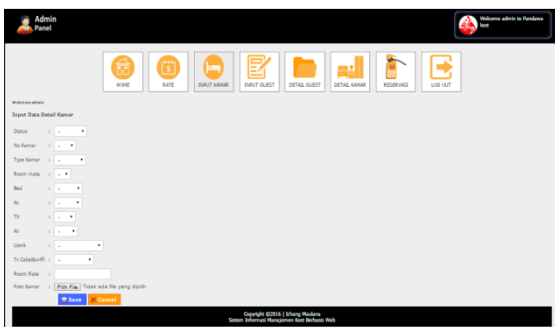 Admin
Panel
Welcome admin to Pandawa
kost
HOME
RATE
INPUT KAMAR
INPUT GUEST
DETAIL GUEST
DETAIL KAMAR
RESERVASI
LOG OUT
Welcome admin
Input Data Detail Kamar
Status : -
No Kamar : -
Type Kamar : -
Room mate : -
Bed : -
Ac : -
TV : -
Air : -
Listrik : -
Tv Cabel&wiffi : -
Room Rate :
Foto Kamar : Pilih File Tidak ada file yang dipilih
Save Cancel
Copyright ©2016 | Ichang Maulana
Sistem Informasi Manajemen Kost Berbasis Web